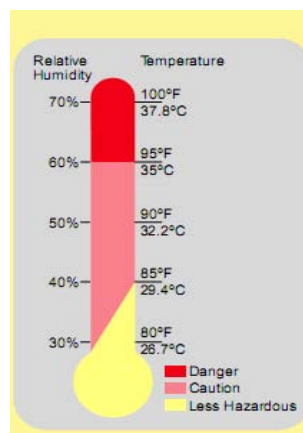 Relative Humidity Temperature
70% 100°F
37.8°C
60% 95°F
35°C
50% 90°F
32.2°C
40% 85°F
29.4°C
30% 80°F
26.7°C
Danger
Caution
Less Hazardous